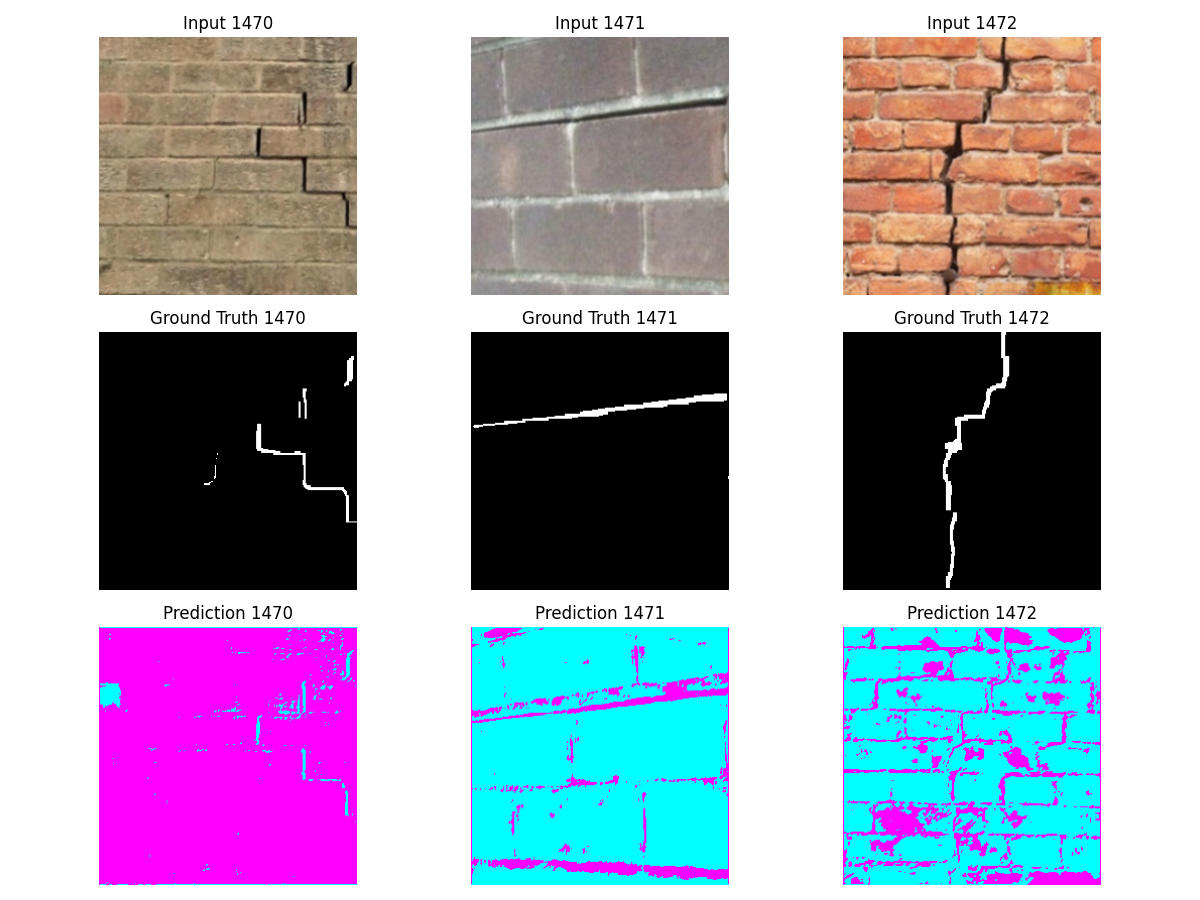 Input 1470
Input 1471
Input 1472
Ground Truth 1470
Ground Truth 1471
Ground Truth 1472
Prediction 1470
Prediction 1471
Prediction 1472